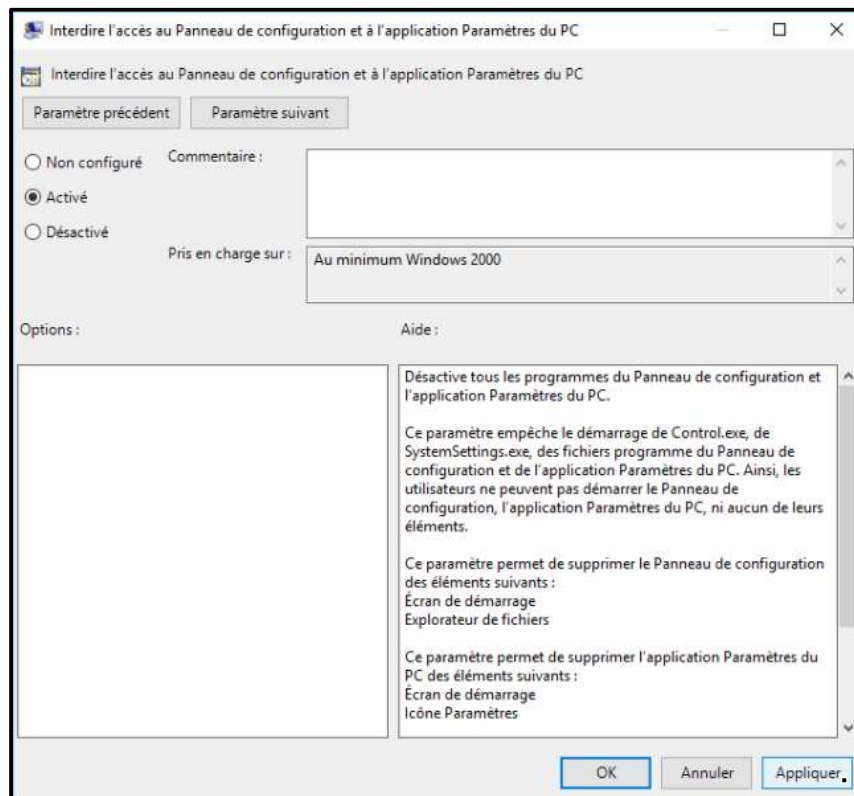 Interdire l'accès au Panneau de configuration et à l'application Paramètres du PC
Interdire l'accès au Panneau de configuration et à l'application Paramètres du PC
Paramètre précédent
Paramètre suivant
Non configuré
Commentaire :
Activé
Désactivé
Pris en charge sur :
Au minimum Windows 2000
Options :
Aide :
Désactive tous les programmes du Panneau de configuration et
l'application Paramètres du PC.
Ce paramètre empêche le démarrage de Control.exe, de
SystemSettings.exe, des fichiers programme du Panneau de
configuration et de l'application Paramètres du PC. Ainsi, les
utilisateurs ne peuvent pas démarrer le Panneau de
configuration, l'application Paramètres du PC, ni aucun de leurs
éléments.
Ce paramètre permet de supprimer le Panneau de configuration
des éléments suivants :
Écran de démarrage
Explorateur de fichiers
Ce paramètre permet de supprimer l'application Paramètres du
PC des éléments suivants :
Écran de démarrage
Icône Paramètres
OK
Annuler
Appliquer